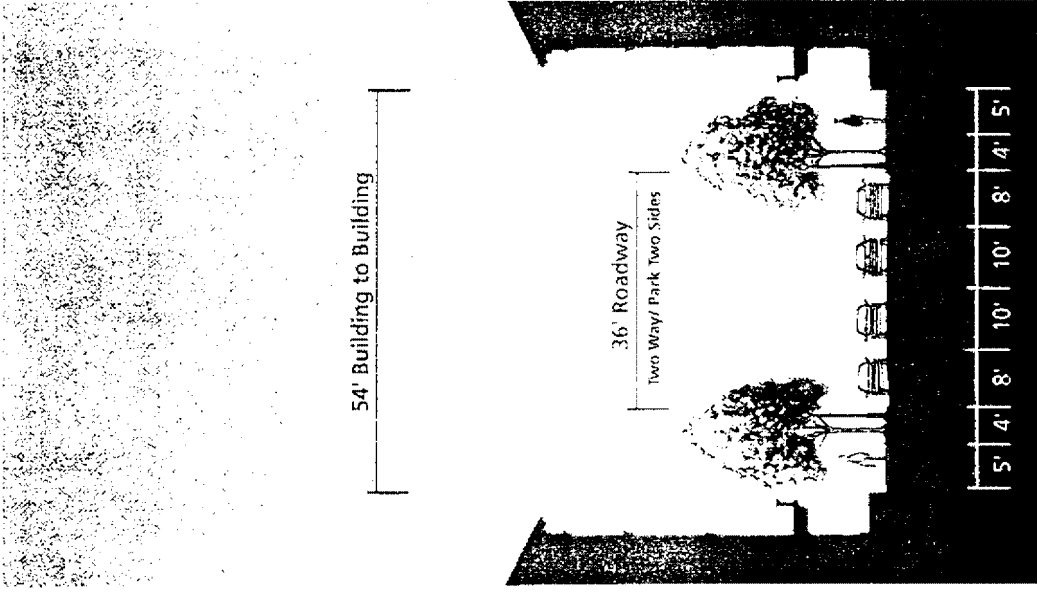 54' Building to Building
36' Roadway
Two Way/ Park Two Sides
5' 4' 8' 10' 10' 8' 4' 5'